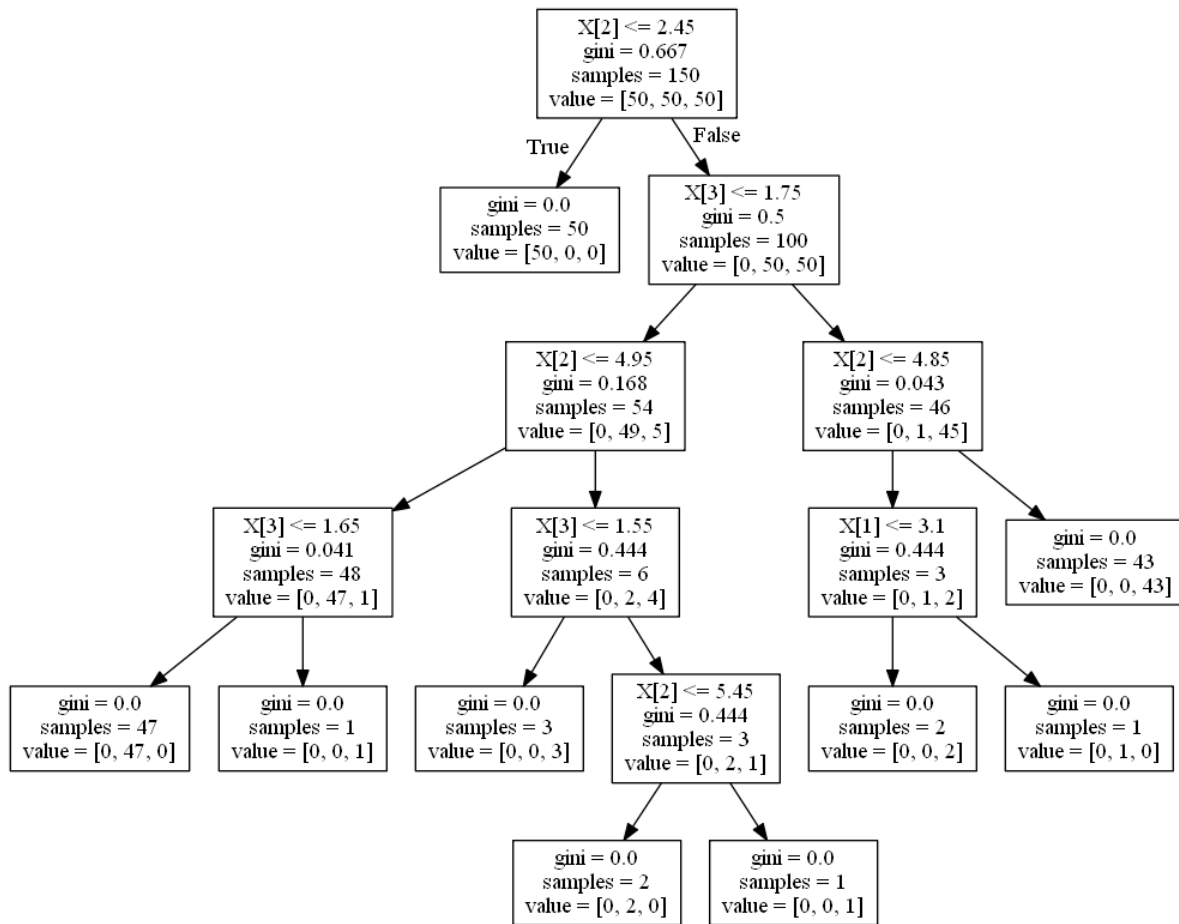 X[2] <= 2.45
gini = 0.667
samples = 150
value = [50, 50, 50]
True
False
gini = 0.0
samples = 50
value = [50, 0, 0]
X[3] <= 1.75
gini = 0.5
samples = 100
value = [0, 50, 50]
X[2] <= 4.95
gini = 0.168
samples = 54
value = [0, 49, 5]
X[2] <= 4.85
gini = 0.043
samples = 46
value = [0, 1, 45]
X[3] <= 1.65
gini = 0.041
samples = 48
value = [0, 47, 1]
X[3] <= 1.55
gini = 0.444
samples = 6
value = [0, 2, 4]
X[1] <= 3.1
gini = 0.444
samples = 3
value = [0, 1, 2]
gini = 0.0
samples = 43
value = [0, 0, 43]
gini = 0.0
samples = 47
value = [0, 47, 0]
gini = 0.0
samples = 1
value = [0, 0, 1]
gini = 0.0
samples = 3
value = [0, 0, 3]
X[2] <= 5.45
gini = 0.444
samples = 3
value = [0, 2, 1]
gini = 0.0
samples = 2
value = [0, 0, 2]
gini = 0.0
samples = 1
value = [0, 1, 0]
gini = 0.0
samples = 2
value = [0, 2, 0]
gini = 0.0
samples = 1
value = [0, 0, 1]